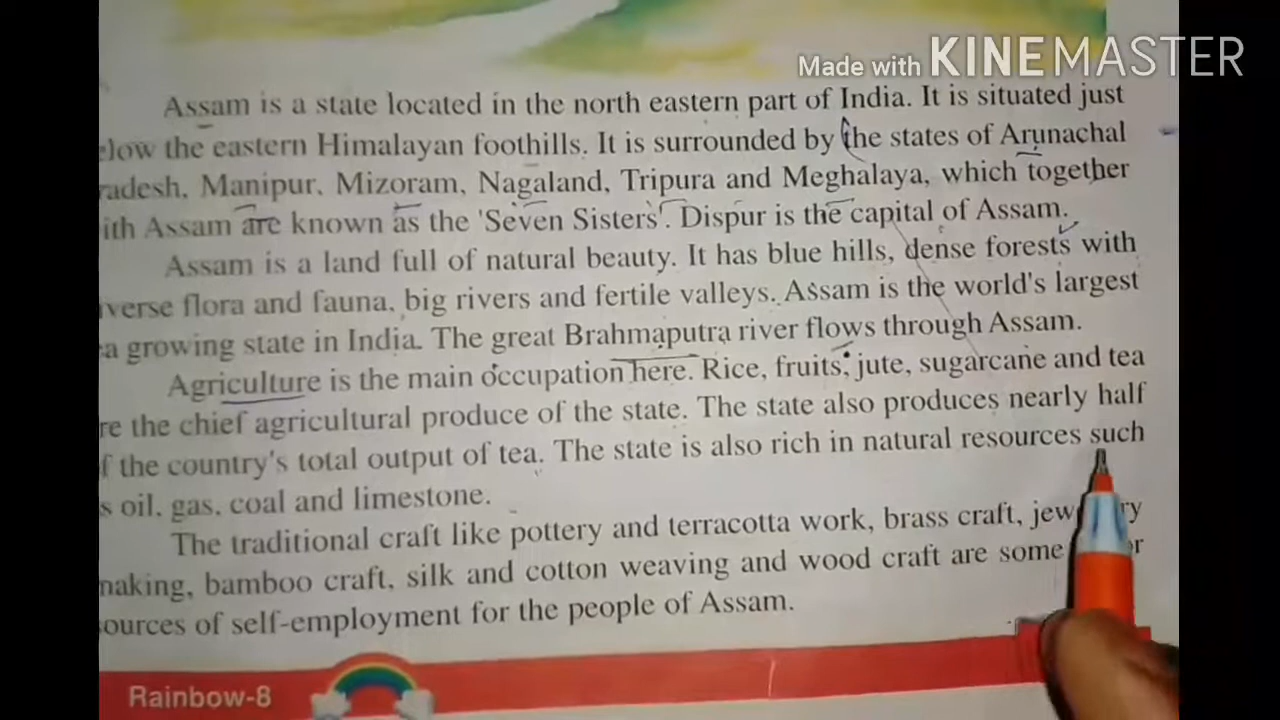 Made with KINEMASTER
Assam is a state located in the north eastern part of India. It is situated just
elow the eastern Himalayan foothills. It is surrounded by the states of Arunachal
radesh, Manipur, Mizoram, Nagaland, Tripura and Meghalaya, which together
ith Assam are known as the 'Seven Sisters'. Dispur is the capital of Assam.
Assam is a land full of natural beauty. It has blue hills, dense forests with
verse flora and fauna, big rivers and fertile valleys. Assam is the world's largest
a growing state in India. The great Brahmaputra river flows through Assam.
Agriculture is the main occupation here. Rice, fruits, jute, sugarcane and tea
re the chief agricultural produce of the state. The state also produces nearly half
f the country's total output of tea. The state is also rich in natural resources such
s oil, gas, coal and limestone.
The traditional craft like pottery and terracotta work, brass craft,
making, bamboo craft, silk and cotton weaving and wood craft are some
ources of self-employment for the people of Assam.
Rainbow-8